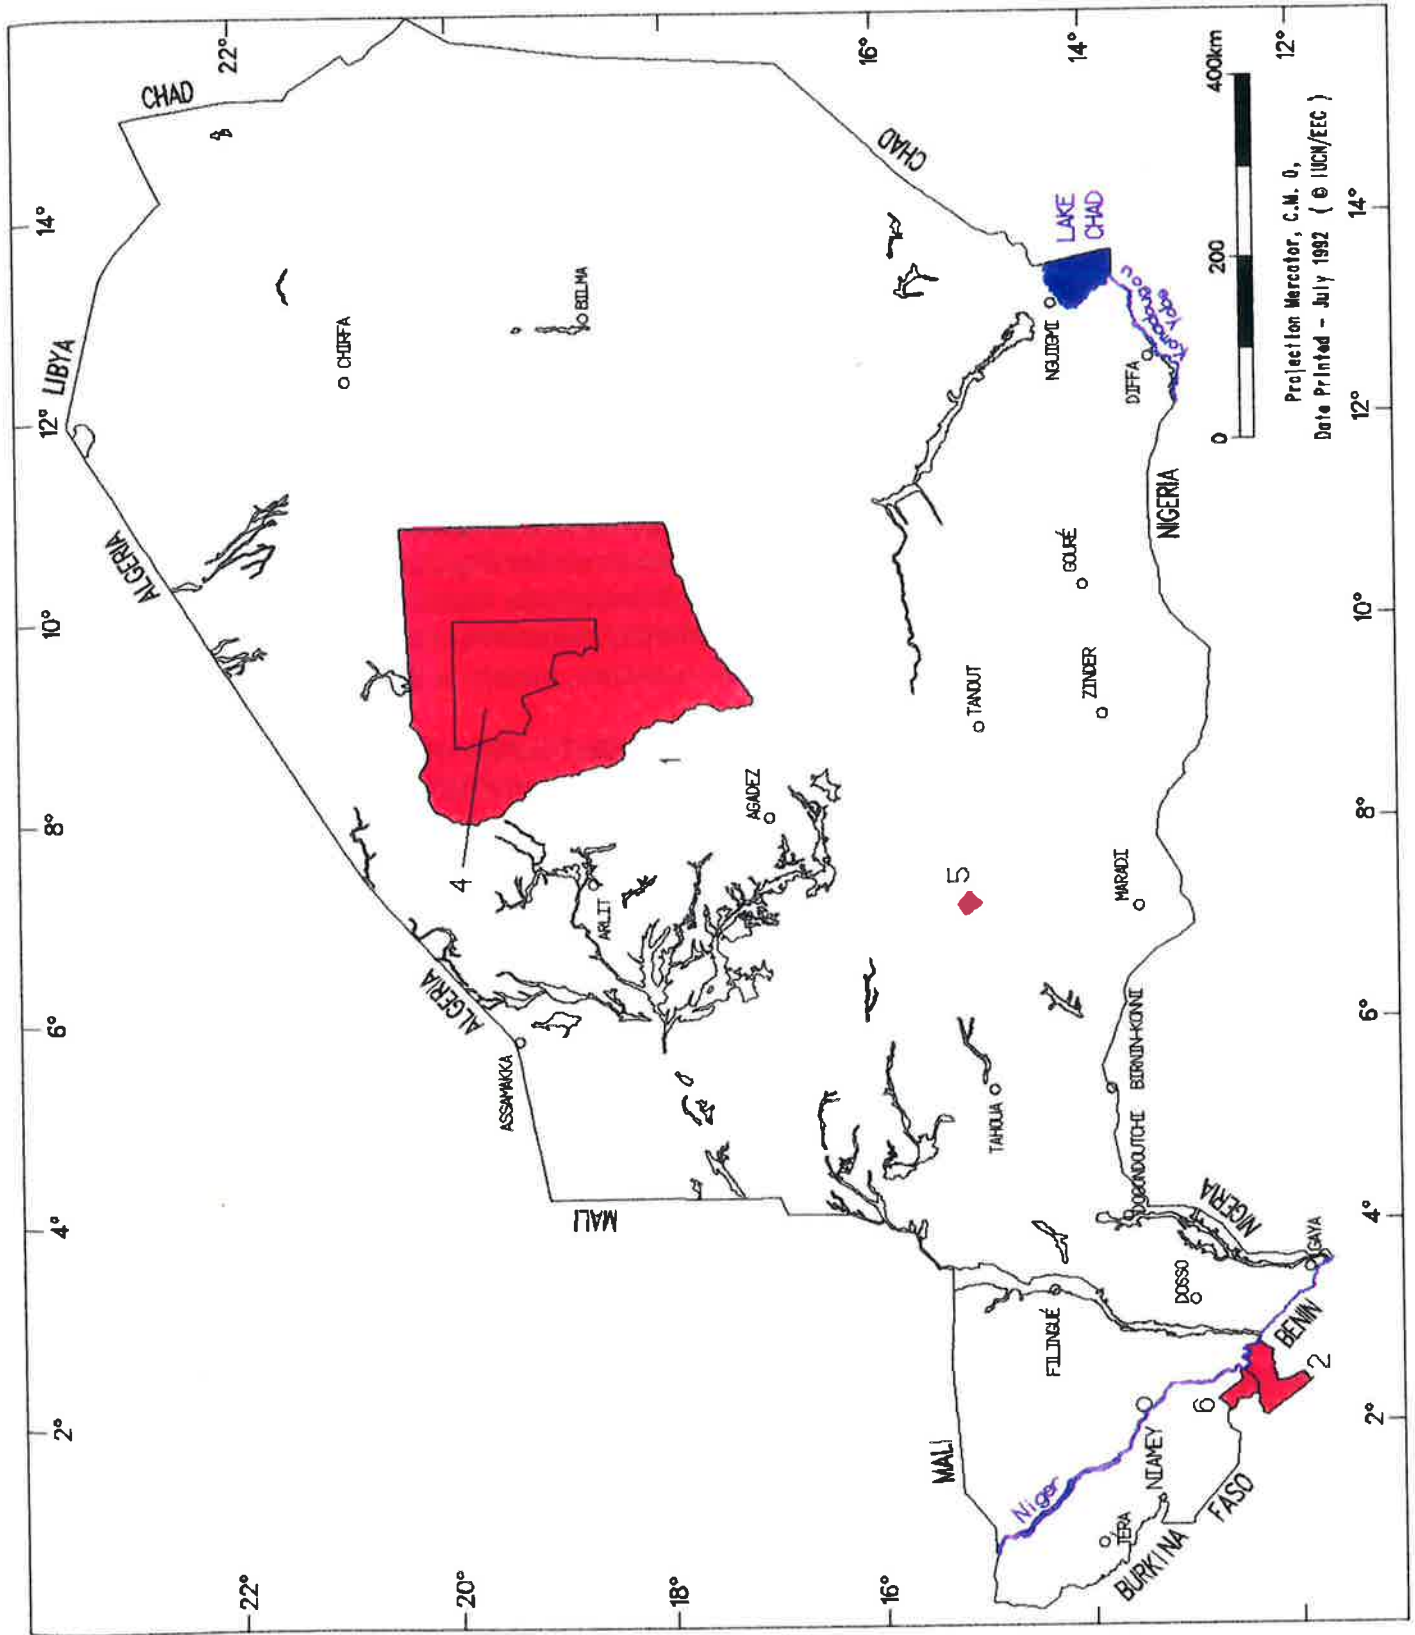 2°
4°
6°
8°
10°
12°
14°
LIBYA
ALGERIA
CHAD
22°
22°
CHIRFA
ALGERIA
20°
4
ASSAMAKKA
BILMA
ARLIT
MALI
1
18°
AGADEZ
16°
16°
CHAD
MALI
5
TAHOUA
TANOUT
Niger
FILINGUÉ
GOURÉ
NGUIGMI
LAKE
CHAD
ZINDER
14°
TERA
NIAMEY
MARADI
BIRNIN-KONNI
DOGONDOUTCHI
DIFFA
Komadougou
Yobe
BURKINA
FASO
6
DOSSO
NIGERIA
NIGERIA
GAYA
BENIN
2
0
200
400km
12°
Projection Mercator, C.M. 0,
Date Printed - July 1992 ( © IUCN/EEC )
2°
4°
6°
8°
10°
12°
14°